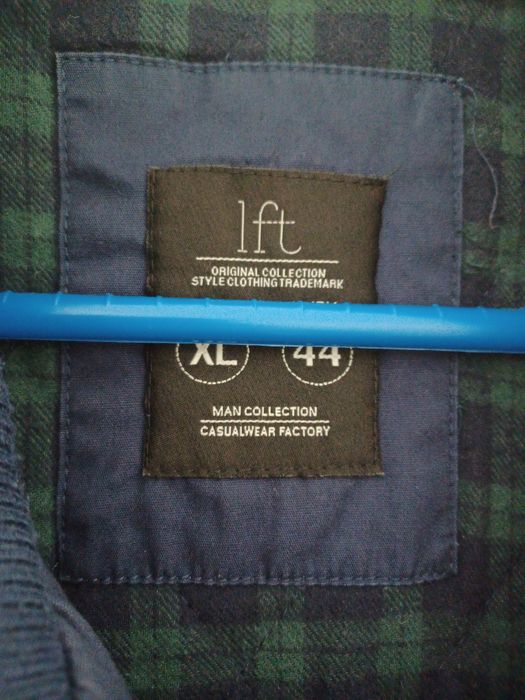 lft
ORIGINAL COLLECTION
STYLE CLOTHING TRADEMARK
XL 44
MAN COLLECTION
CASUALWEAR FACTORY